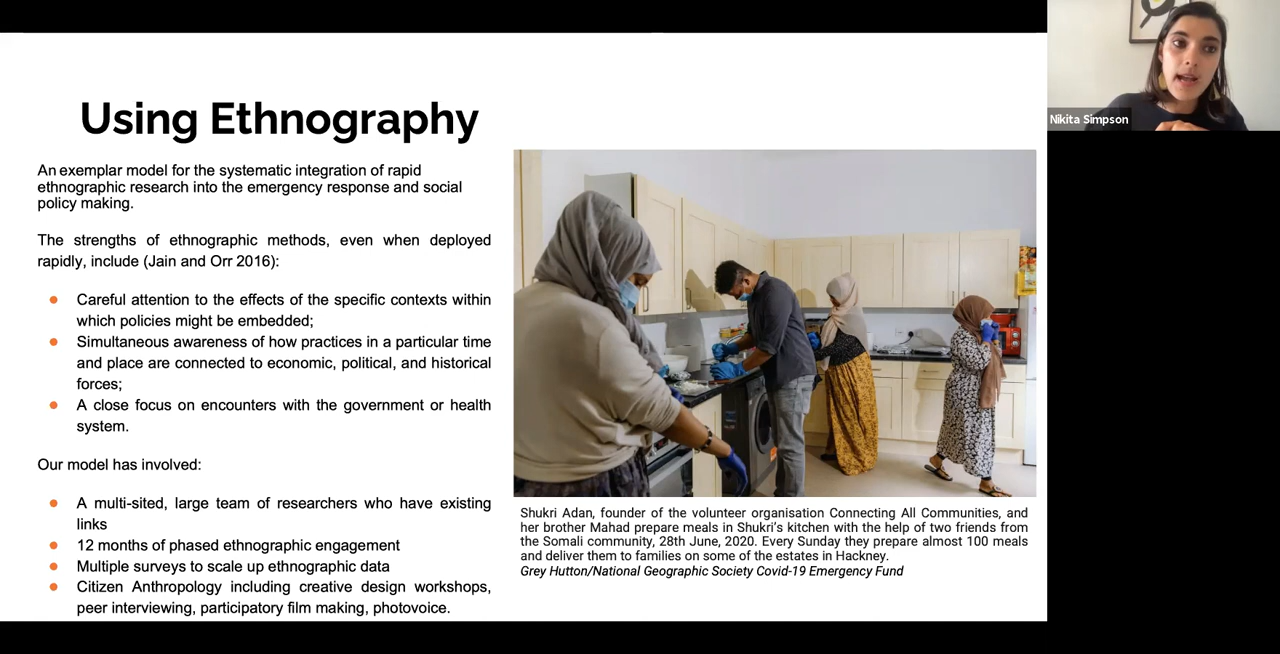 Using Ethnography
An exemplar model for the systematic integration of rapid
ethnographic research into the emergency response and social
policy making.
The strengths of ethnographic methods, even when deployed
rapidly, include (Jain and Orr 2016):
● Careful attention to the effects of the specific contexts within
which policies might be embedded;
● Simultaneous awareness of how practices in a particular time
and place are connected to economic, political, and historical
forces;
● A close focus on encounters with the government or health
system.
Our model has involved:
● A multi-sited, large team of researchers who have existing
links
● 12 months of phased ethnographic engagement
● Multiple surveys to scale up ethnographic data
● Citizen Anthropology including creative design workshops,
peer interviewing, participatory film making, photovoice.
Shukri Adan, founder of the volunteer organisation Connecting All Communities, and
her brother Mahad prepare meals in Shukri's kitchen with the help of two friends from
the Somali community, 28th June, 2020. Every Sunday they prepare almost 100 meals
and deliver them to families on some of the estates in Hackney.
Grey Hutton/National Geographic Society Covid-19 Emergency Fund
Nikita Simpson